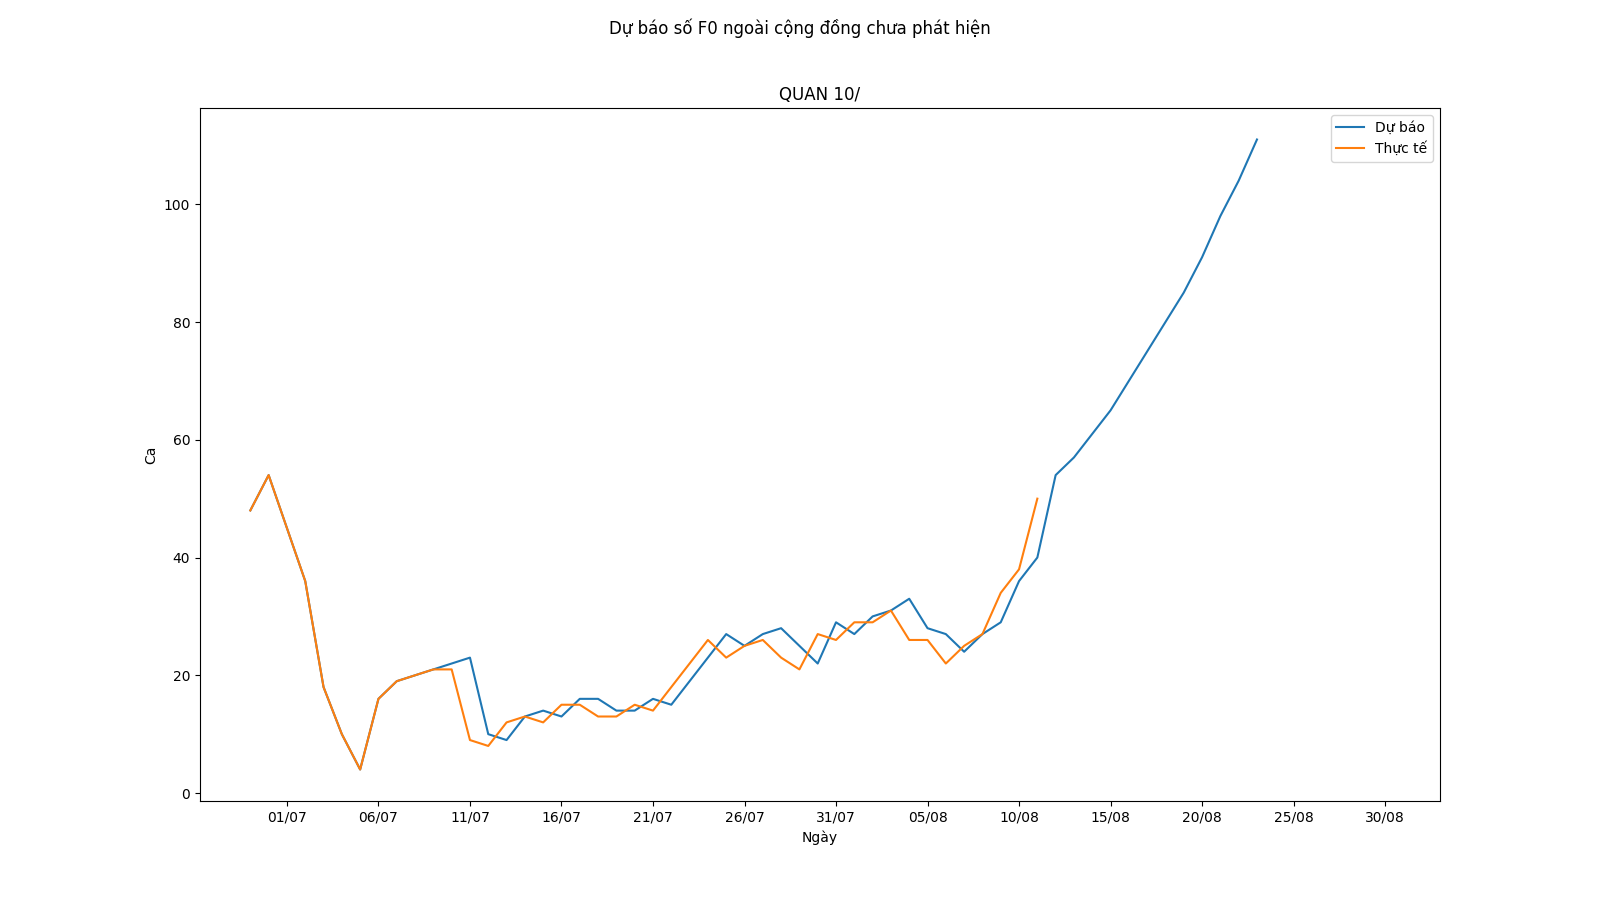 Dự báo số F0 ngoài cộng đồng chưa phát hiện
QUAN 10/
Dự báo
Thực tế
100
80
60
40
20
0
Ca
01/07 06/07 11/07 16/07 21/07 26/07 31/07 05/08 10/08 15/08 20/08 25/08 30/08
Ngày